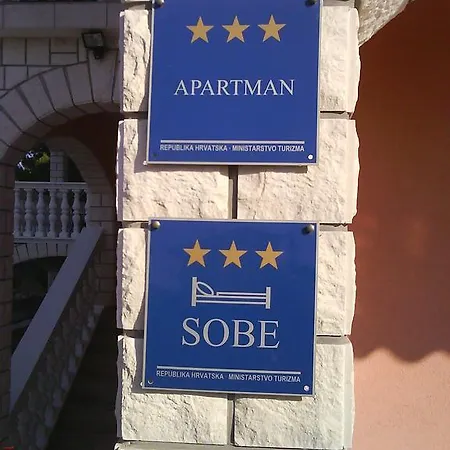 APARTMAN
REPUBLIKA HRVATSKA - MINISTARSTVO TURIZMA
SOBE
REPUBLIKA HRVATSKA - MINISTARSTVO TURIZMA